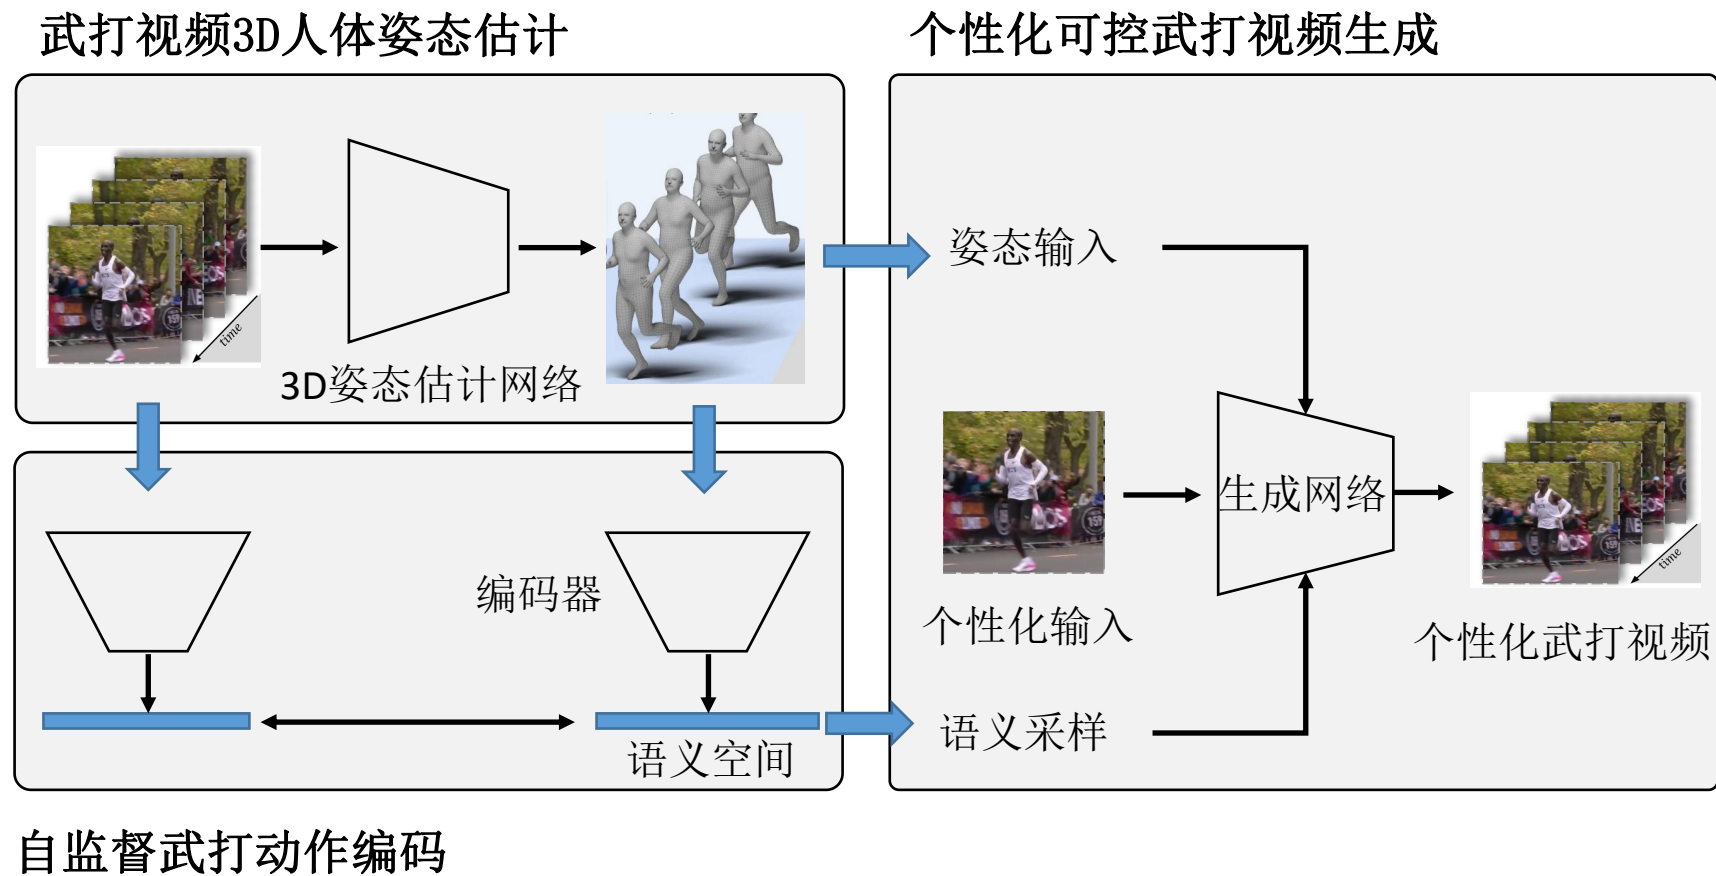 武打视频3D人体姿态估计
个性化可控武打视频生成
time
3D姿态估计网络
姿态输入
生成网络
个性化输入
time
个性化武打视频
编码器
语义空间
语义采样
自监督武打动作编码